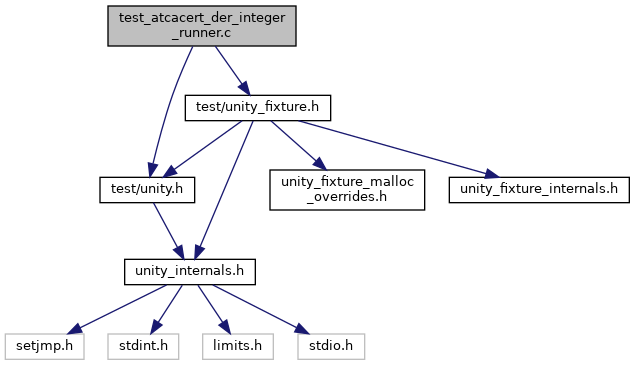 test_atcacert_der_integer
_runner.c
test/unity_fixture.h
test/unity.h
unity_fixture_malloc
_overrides.h
unity_fixture_internals.h
unity_internals.h
setjmp.h
stdint.h
limits.h
stdio.h